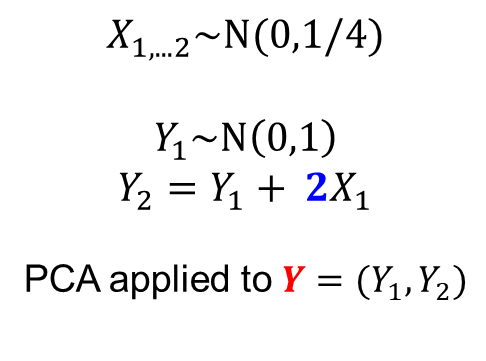 X₁,…₂~N(0,1/4)
Y₁~N(0,1)
Y₂ = Y₁ + 2X₁
PCA applied to Y = (Y₁,Y₂)